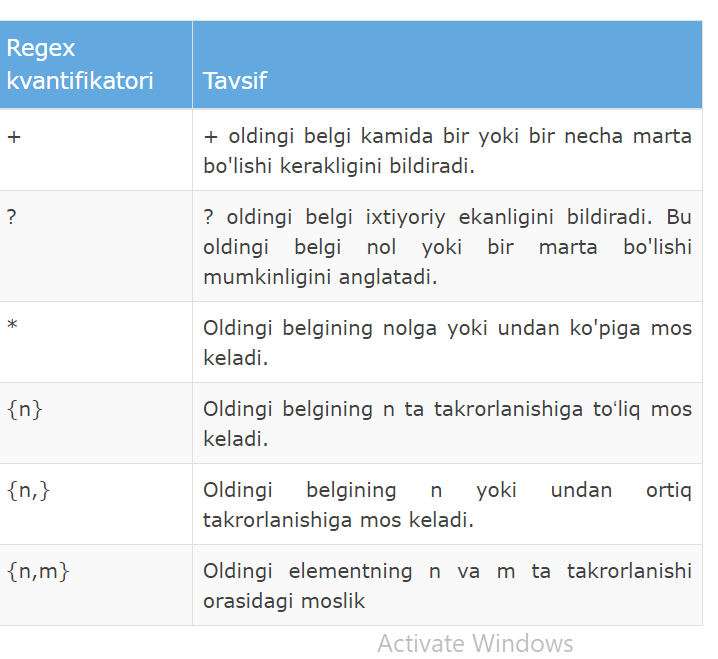 Regex
kvantifikatori
Tavsif
+
+ oldingi belgi kamida bir yoki bir necha marta
bo'lishi kerakligini bildiradi.
?
? oldingi belgi ixtiyoriy ekanligini bildiradi. Bu
oldingi belgi nol yoki bir marta bo'lishi
mumkinligini anglatadi.
*
Oldingi belgining nolga yoki undan ko'piga mos
keladi.
{n}
Oldingi belgining n ta takrorlanishiga toʻliq mos
keladi.
{n,}
Oldingi belgining n yoki undan ortiq
takrorlanishiga mos keladi.
{n,m}
Oldingi elementning n va m ta takrorlanishi
orasidagi moslik
Activate Windows